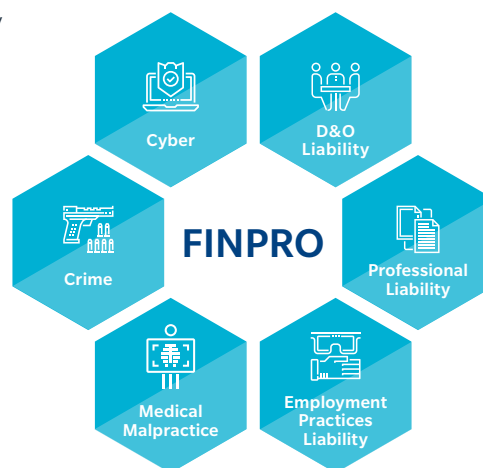 Cyber
D&O
Liability
Crime
FINPRO
Professional
Liability
Medical
Malpractice
Employment
Practices
Liability